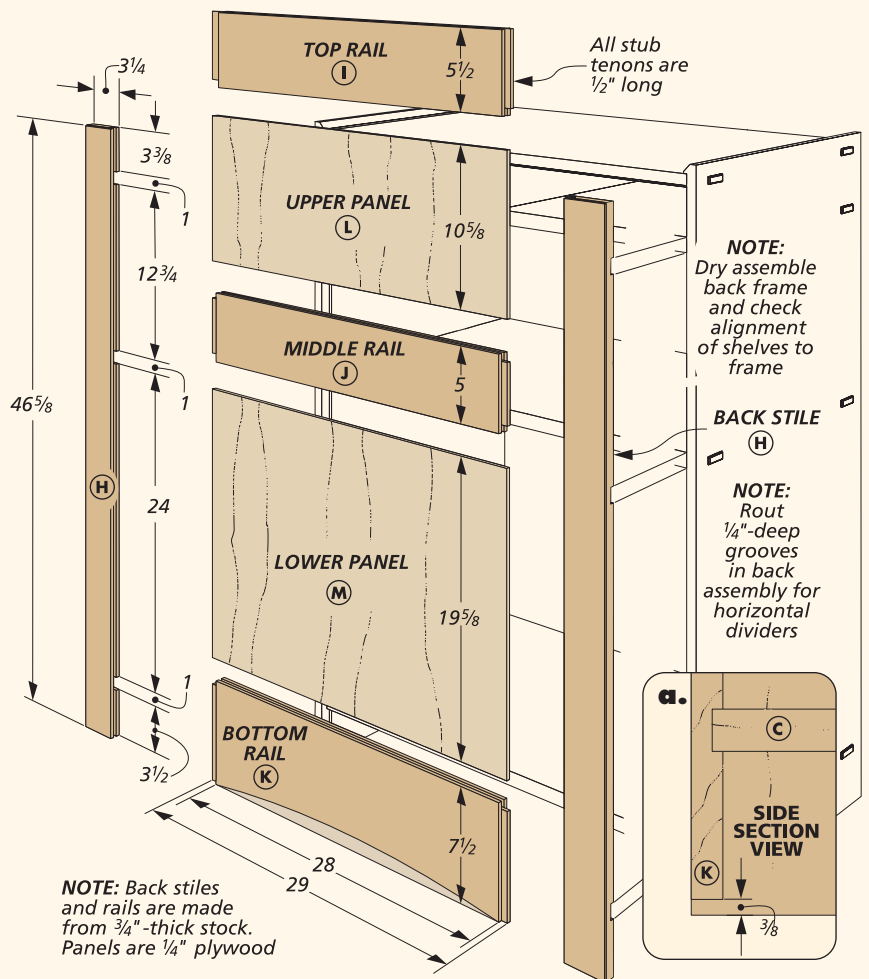 TOP RAIL
I
5½
All stub
tenons are
½" long
3¼
3⅜
1
12¾
1
46⅝
24
H
1
3½
UPPER PANEL
L
10⅝
MIDDLE RAIL
J
5
LOWER PANEL
M
19⅝
BOTTOM
RAIL
K
7½
28
29
NOTE:
Dry assemble
back frame
and check
alignment
of shelves to
frame
BACK STILE
H
NOTE:
Rout
¼"-deep
grooves
in back
assembly for
horizontal
dividers
a.
C
SIDE
SECTION
VIEW
K
⅜
NOTE: Back stiles
and rails are made
from ¾"-thick stock.
Panels are ¼" plywood